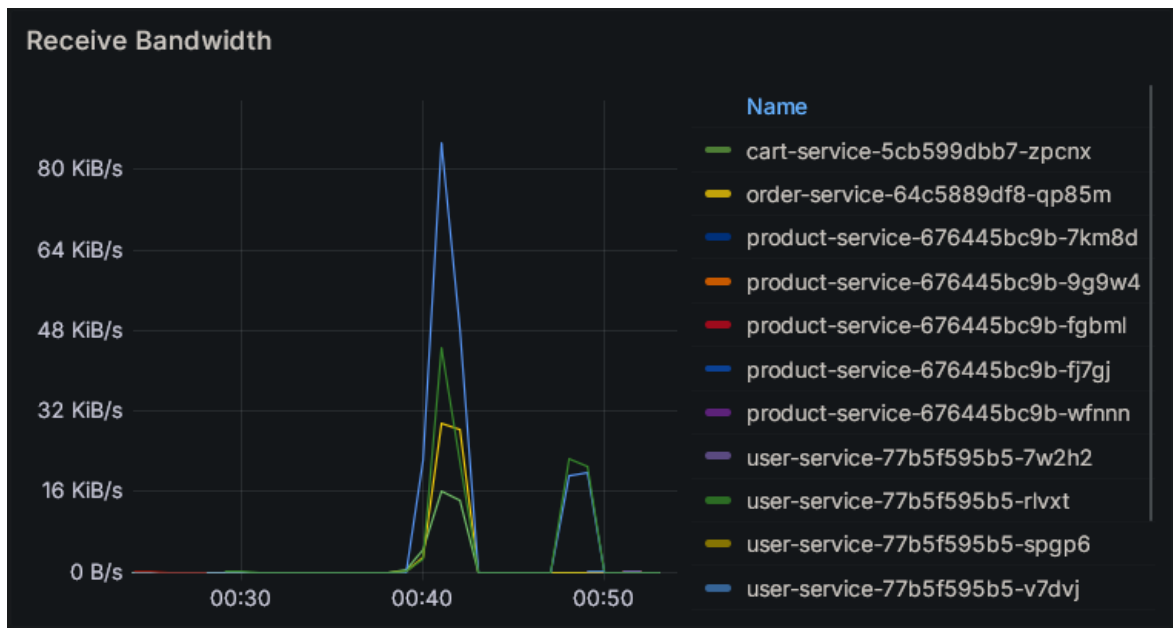 Receive Bandwidth
80 KiB/s
64 KiB/s
48 KiB/s
32 KiB/s
16 KiB/s
0 B/s
00:30
00:40
00:50
Name
cart-service-5cb599dbb7-zpcnx
order-service-64c5889df8-qp85m
product-service-676445bc9b-7km8d
product-service-676445bc9b-9g9w4
product-service-676445bc9b-fgbml
product-service-676445bc9b-fj7gj
product-service-676445bc9b-wfnnn
user-service-77b5f595b5-7w2h2
user-service-77b5f595b5-rlvxt
user-service-77b5f595b5-spgp6
user-service-77b5f595b5-v7dvj